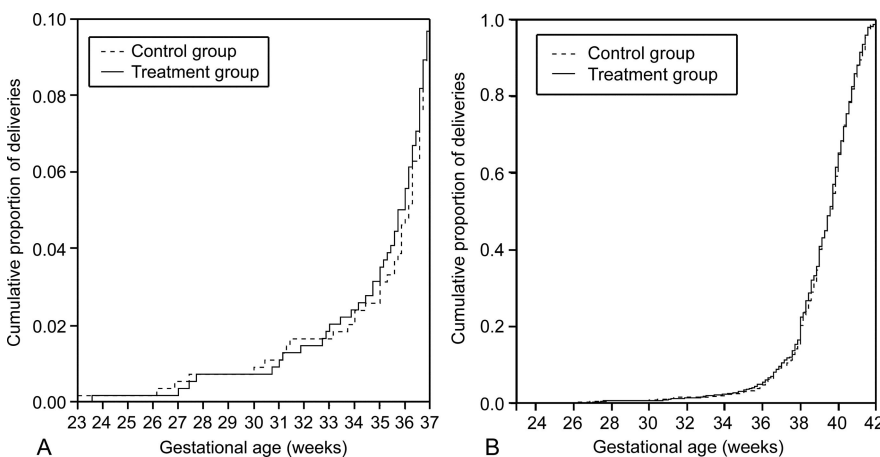 0.10
0.08
0.06
0.04
0.02
0.00
Cumulative proportion of deliveries
Control group
Treatment group
23 24 25 26 27 28 29 30 31 32 33 34 35 36 37
Gestational age (weeks)
A
1.0
0.8
0.6
0.4
0.2
0.0
Cumulative proportion of deliveries
Control group
Treatment group
24 26 28 30 32 34 36 38 40 42
Gestational age (weeks)
B